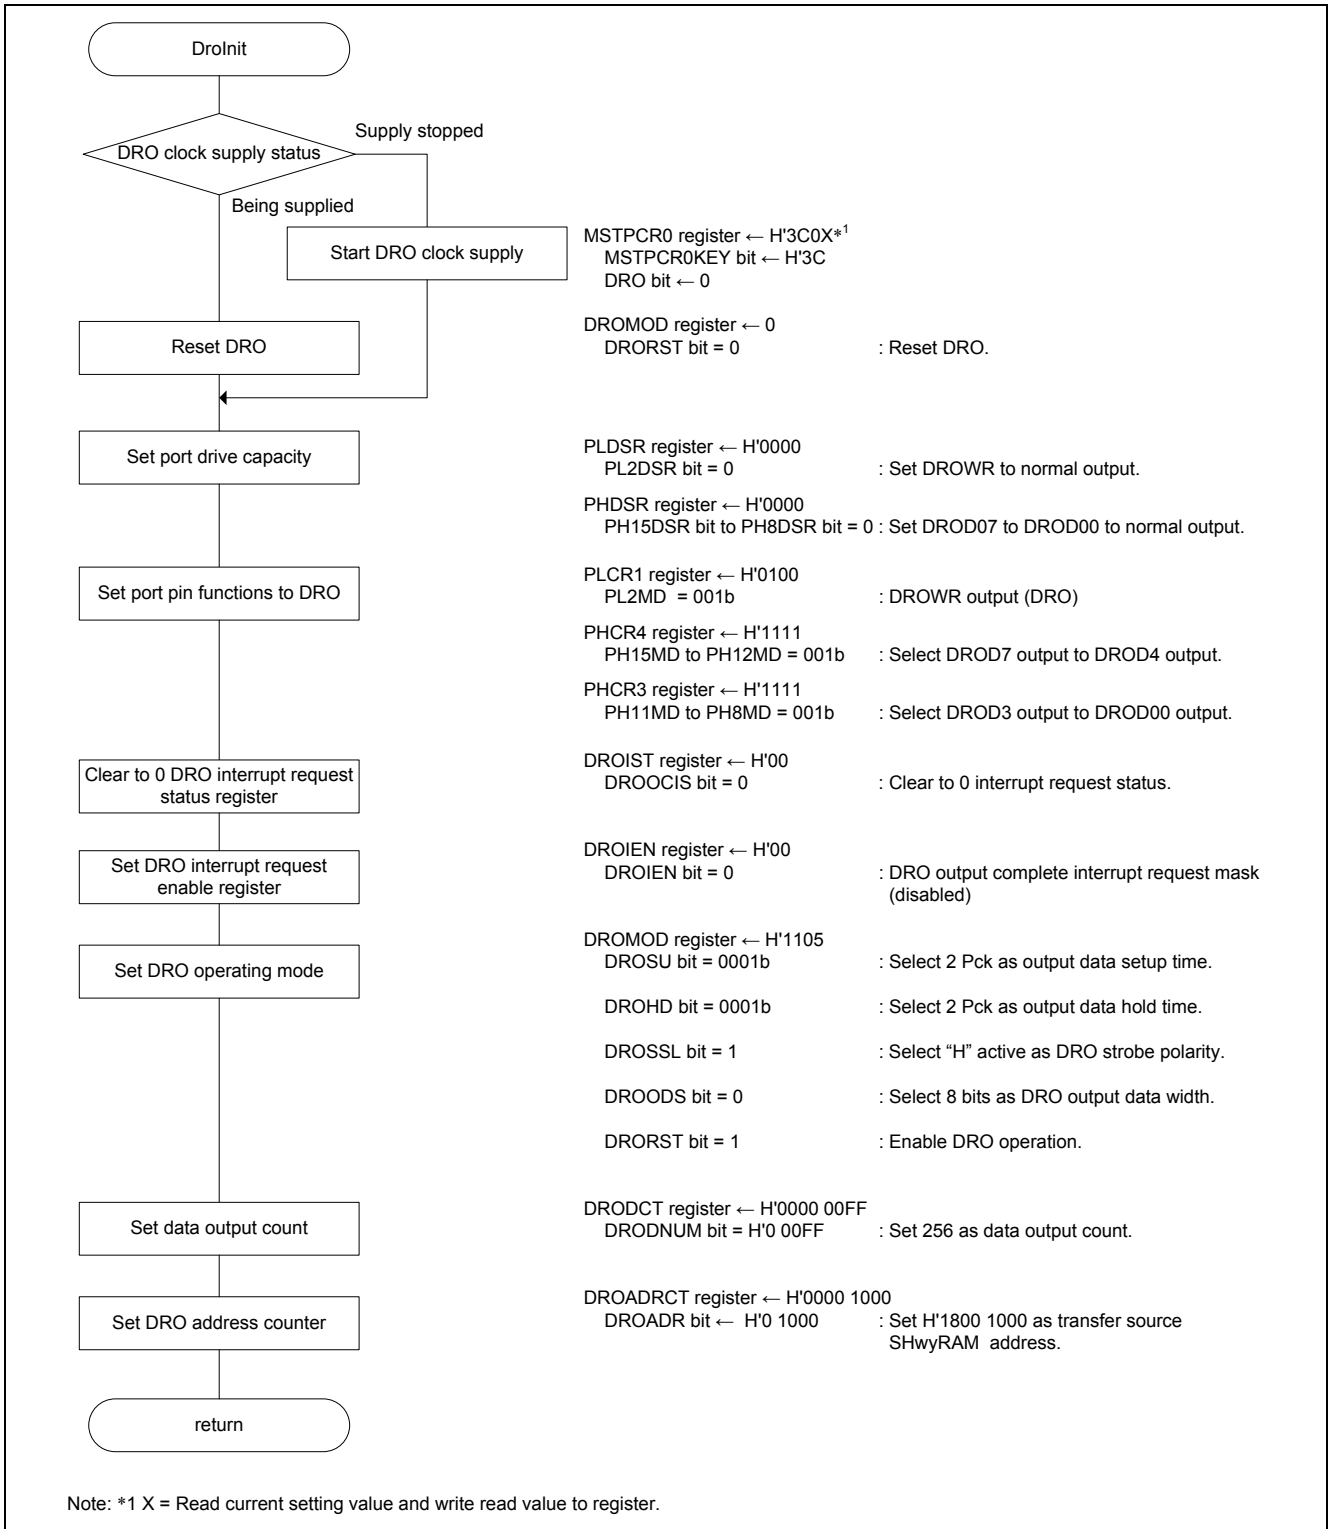 DroInit
DRO clock supply status
Supply stopped
Being supplied
Start DRO clock supply
MSTPCR0 register ← H'3C0X*1
MSTPCR0KEY bit ← H'3C
DRO bit ← 0
Reset DRO
DROMOD register ← 0
DRORST bit = 0 : Reset DRO.
Set port drive capacity
PLDSR register ← H'0000
PL2DSR bit = 0 : Set DROWR to normal output.
PHDSR register ← H'0000
PH15DSR bit to PH8DSR bit = 0 : Set DROD07 to DROD00 to normal output.
Set port pin functions to DRO
PLCR1 register ← H'0100
PL2MD = 001b : DROWR output (DRO)
PHCR4 register ← H'1111
PH15MD to PH12MD = 001b : Select DROD7 output to DROD4 output.
PHCR3 register ← H'1111
PH11MD to PH8MD = 001b : Select DROD3 output to DROD00 output.
Clear to 0 DRO interrupt request
status register
DROIST register ← H'00
DROOCIS bit = 0 : Clear to 0 interrupt request status.
Set DRO interrupt request
enable register
DROIEN register ← H'00
DROIEN bit = 0 : DRO output complete interrupt request mask
(disabled)
Set DRO operating mode
DROMOD register ← H'1105
DROSU bit = 0001b : Select 2 Pck as output data setup time.
DROHD bit = 0001b : Select 2 Pck as output data hold time.
DROSSL bit = 1 : Select “H” active as DRO strobe polarity.
DROODS bit = 0 : Select 8 bits as DRO output data width.
DRORST bit = 1 : Enable DRO operation.
Set data output count
DRODCT register ← H'0000 00FF
DRODNUM bit = H'0 00FF : Set 256 as data output count.
Set DRO address counter
DROADRCT register ← H'0000 1000
DROADR bit ← H'0 1000 : Set H'1800 1000 as transfer source
SHwyRAM address.
return
Note: *1 X = Read current setting value and write read value to register.